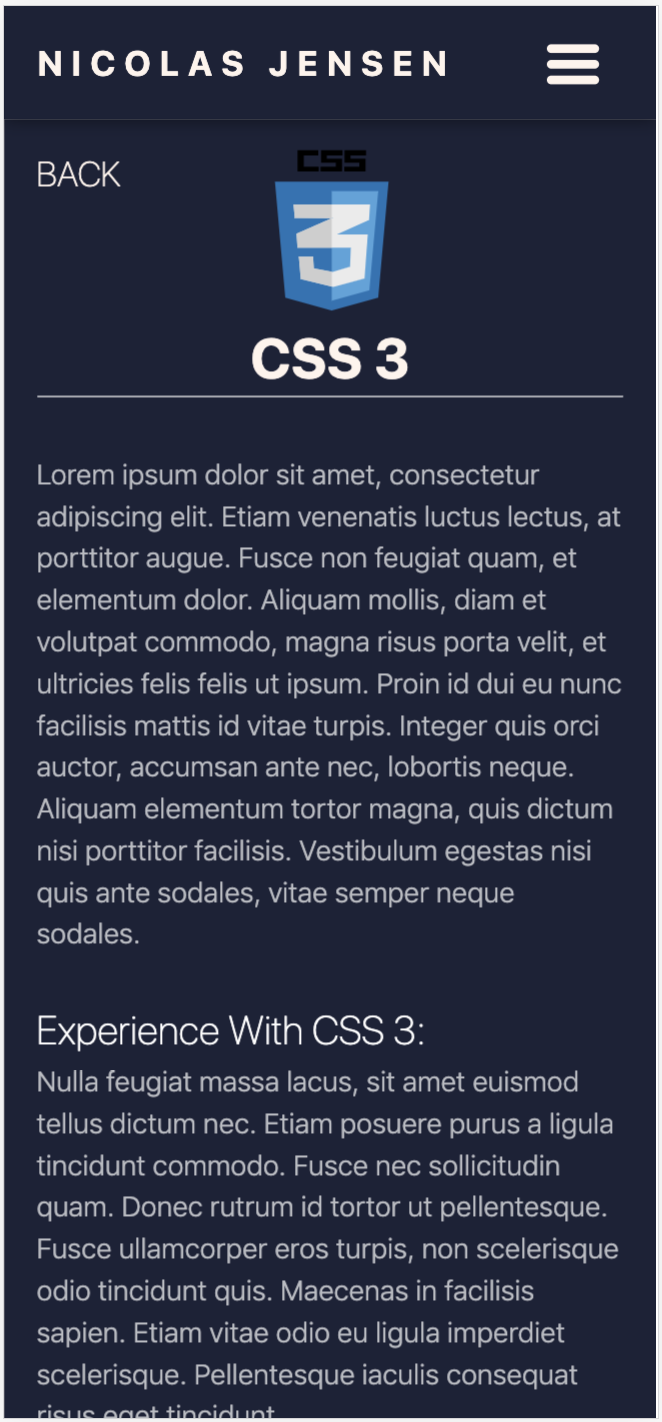 NICOLAS JENSEN
BACK
CSS
3
CSS 3
Lorem ipsum dolor sit amet, consectetur
adipiscing elit. Etiam venenatis luctus lectus, at
porttitor augue. Fusce non feugiat quam, et
elementum dolor. Aliquam mollis, diam et
volutpat commodo, magna risus porta velit, et
ultricies felis felis ut ipsum. Proin id dui eu nunc
facilisis mattis id vitae turpis. Integer quis orci
auctor, accumsan ante nec, lobortis neque.
Aliquam elementum tortor magna, quis dictum
nisi porttitor facilisis. Vestibulum egestas nisi
quis ante sodales, vitae semper neque
sodales.
Experience With CSS 3:
Nulla feugiat massa lacus, sit amet euismod
tellus dictum nec. Etiam posuere purus a ligula
tincidunt commodo. Fusce nec sollicitudin
quam. Donec rutrum id tortor ut pellentesque.
Fusce ullamcorper eros turpis, non scelerisque
odio tincidunt quis. Maecenas in facilisis
sapien. Etiam vitae odio eu ligula imperdiet
scelerisque. Pellentesque iaculis consequat
risus eget tincidunt